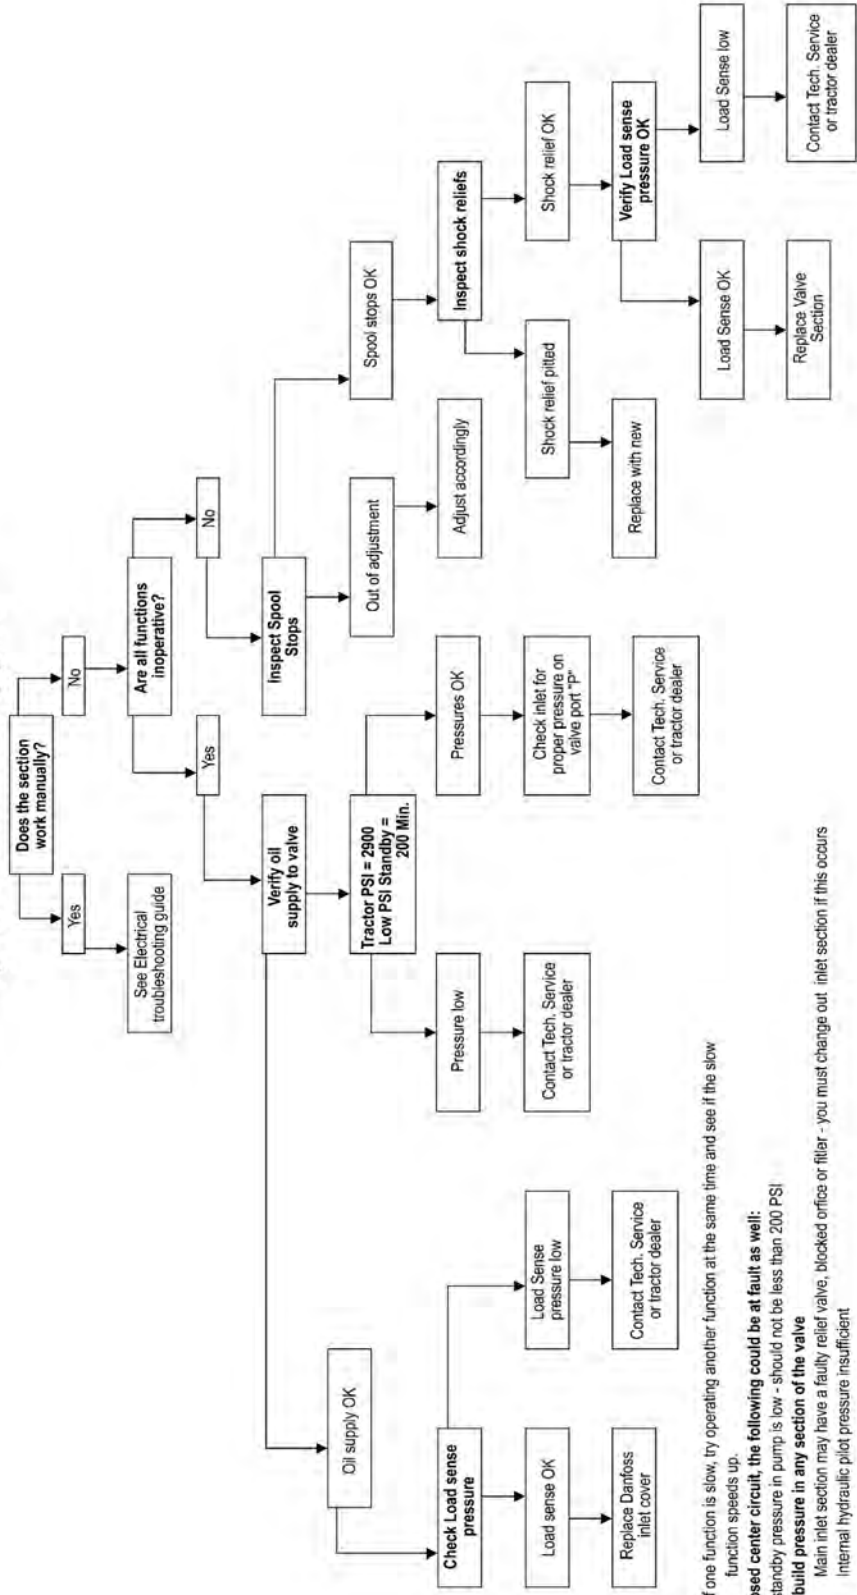 Does the section
work manually?
Yes
No
See Electrical
troubleshooting guide
Are all functions
inoperative?
Yes
No
Verify oil
supply to valve
Inspect Spool
Stops
Oil supply OK
Tractor PSI = 2900
Low PSI Standby =
200 Min.
Out of adjustment
Spool stops OK
Check Load sense
pressure
Pressure low
Pressures OK
Adjust accordingly
Inspect shock reliefs
Load sense OK
Load Sense
pressure low
Contact Tech. Service
or tractor dealer
Check inlet for
proper pressure on
valve port "P"
Shock relief pitted
Shock relief OK
Replace Danfoss
inlet cover
Contact Tech. Service
or tractor dealer
Contact Tech. Service
or tractor dealer
Replace with new
Verify Load sense
pressure OK
Load Sense OK
Load Sense low
Replace Valve
Section
Contact Tech. Service
or tractor dealer
f one function is slow, try operating another function at the same time and see if the slow
function speeds up.
osed center circuit, the following could be at fault as well:
standby pressure in pump is low - should not be less than 200 PSI
build pressure in any section of the valve
Main inlet section may have a faulty relief valve, blocked orfice or filter - you must change out inlet section if this occurs
Internal hydraulic pilot pressure insufficient